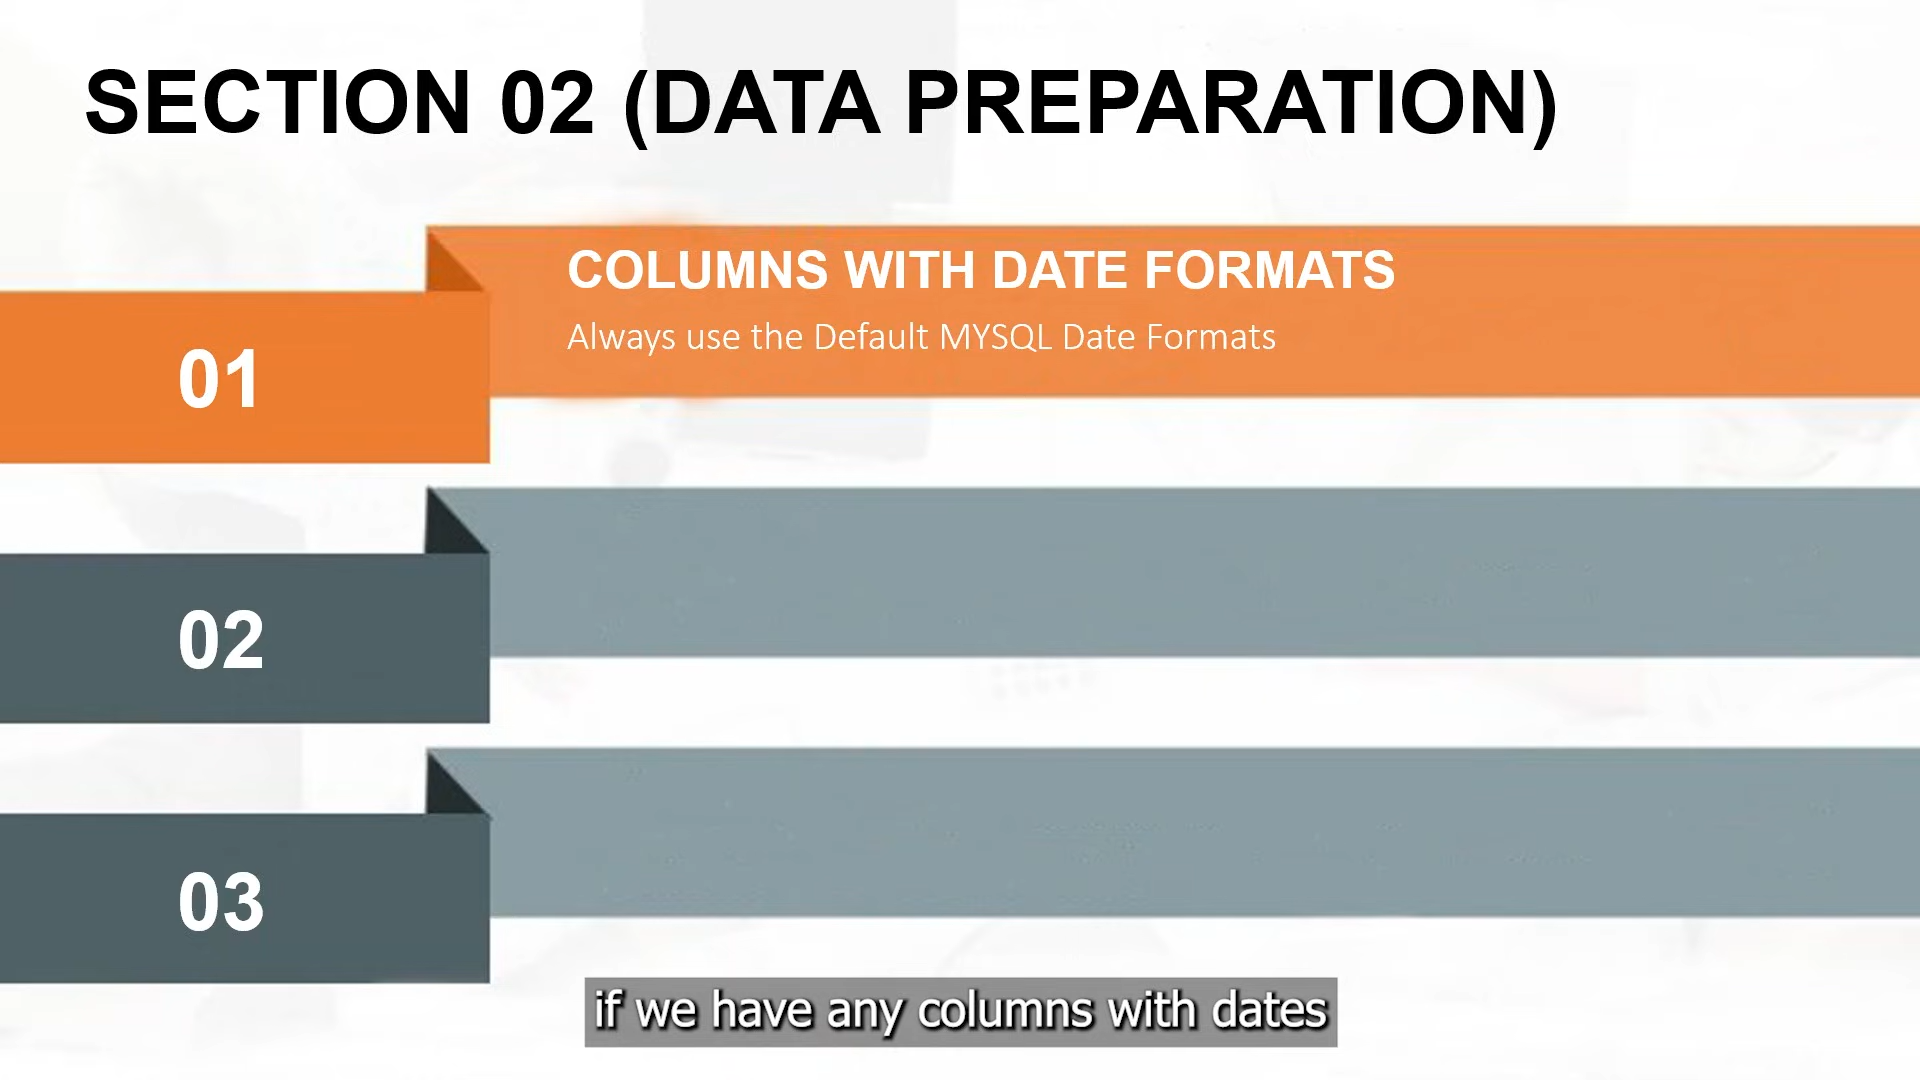 SECTION 02 (DATA PREPARATION)
COLUMNS WITH DATE FORMATS
Always use the Default MYSQL Date Formats
01
02
03
if we have any columns with dates